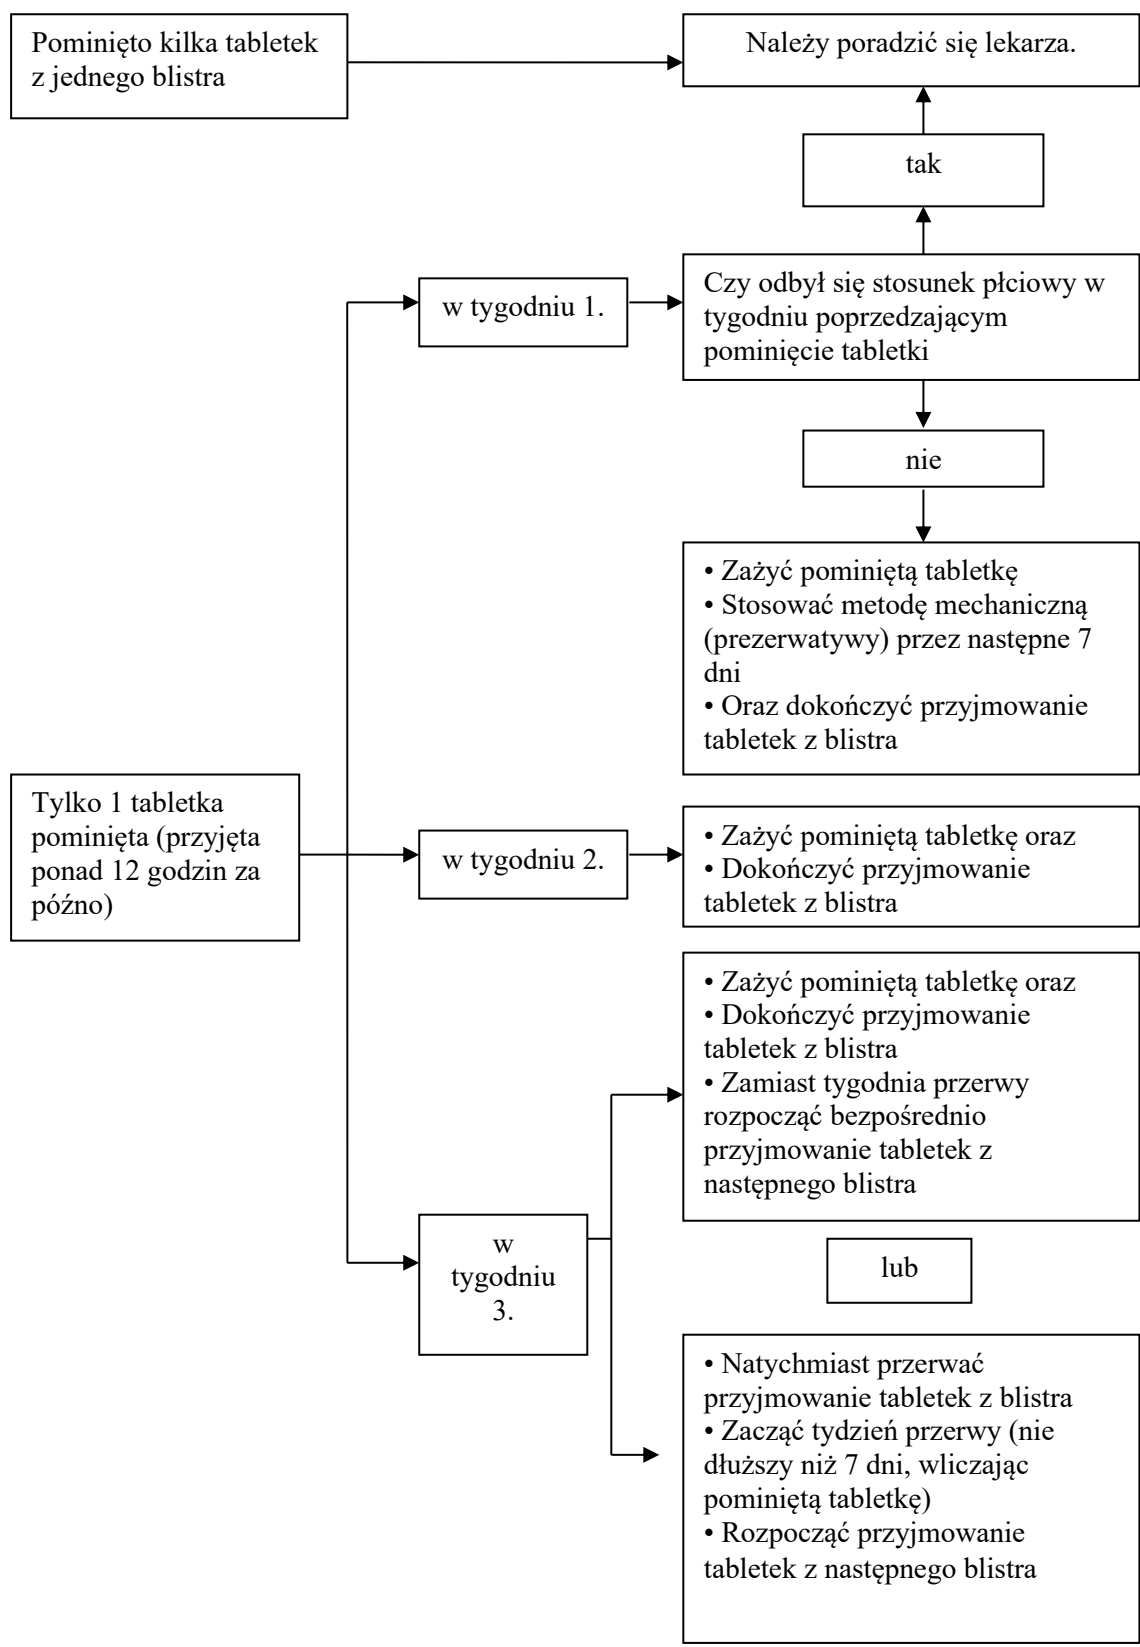 Pominięto kilka tabletek
z jednego blistra
Należy poradzić się lekarza.
tak
w tygodniu 1.
Czy odbył się stosunek płciowy w
tygodniu poprzedzającym
pominięcie tabletki
nie
• Zażyć pominiętą tabletkę
• Stosować metodę mechaniczną
(prezerwatywy) przez następne 7
dni
• Oraz dokończyć przyjmowanie
tabletek z blistra
Tylko 1 tabletka
pominięta (przyjęta
ponad 12 godzin za
późno)
w tygodniu 2.
• Zażyć pominiętą tabletkę oraz
• Dokończyć przyjmowanie
tabletek z blistra
• Zażyć pominiętą tabletkę oraz
• Dokończyć przyjmowanie
tabletek z blistra
• Zamiast tygodnia przerwy
rozpocząć bezpośrednio
przyjmowanie tabletek z
następnego blistra
w
tygodniu
3.
lub
• Natychmiast przerwać
przyjmowanie tabletek z blistra
• Zacząć tydzień przerwy (nie
dłuższy niż 7 dni, wliczając
pominiętą tabletkę)
• Rozpocząć przyjmowanie
tabletek z następnego blistra